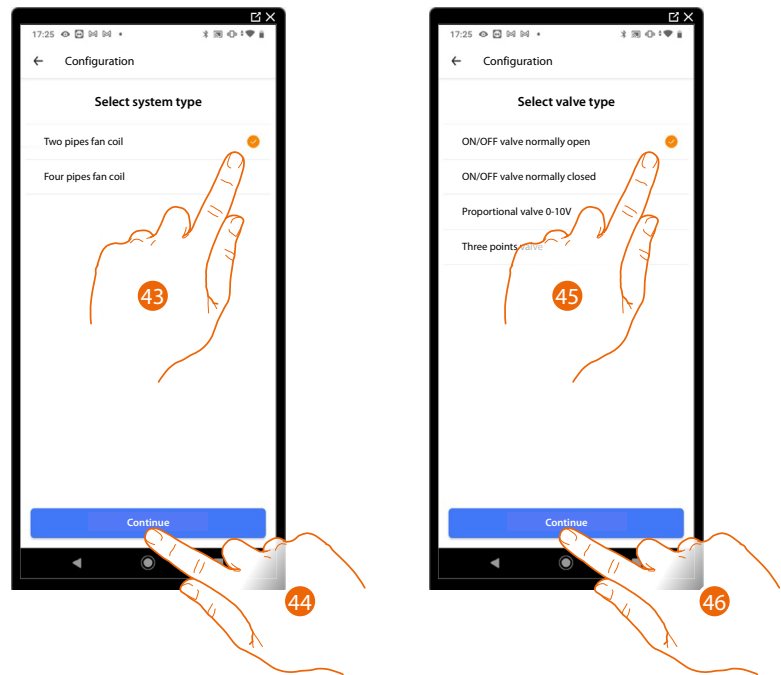 17:25
Configuration
Select system type
Two pipes fan coil
Four pipes fan coil
43
Continue
44
17:25
Configuration
Select valve type
ON/OFF valve normally open
ON/OFF valve normally closed
Proportional valve 0-10V
Three points valve
45
Continue
46